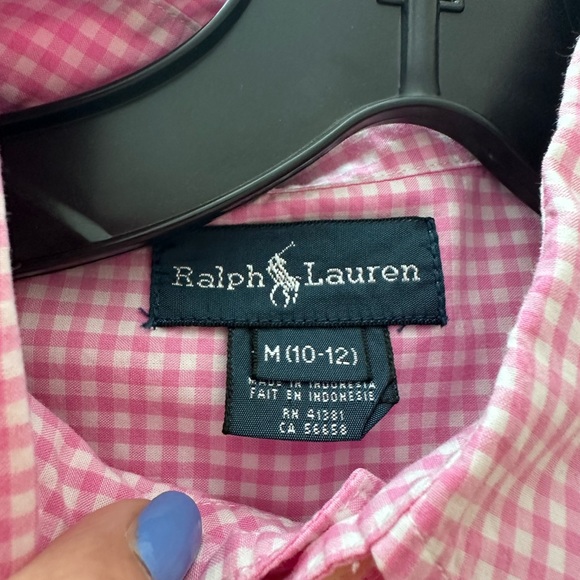 Ralph Lauren
M (10-12)
MADE IN INDONESIA
FAIT EN INDONESIE
RN 41381
CA 56658